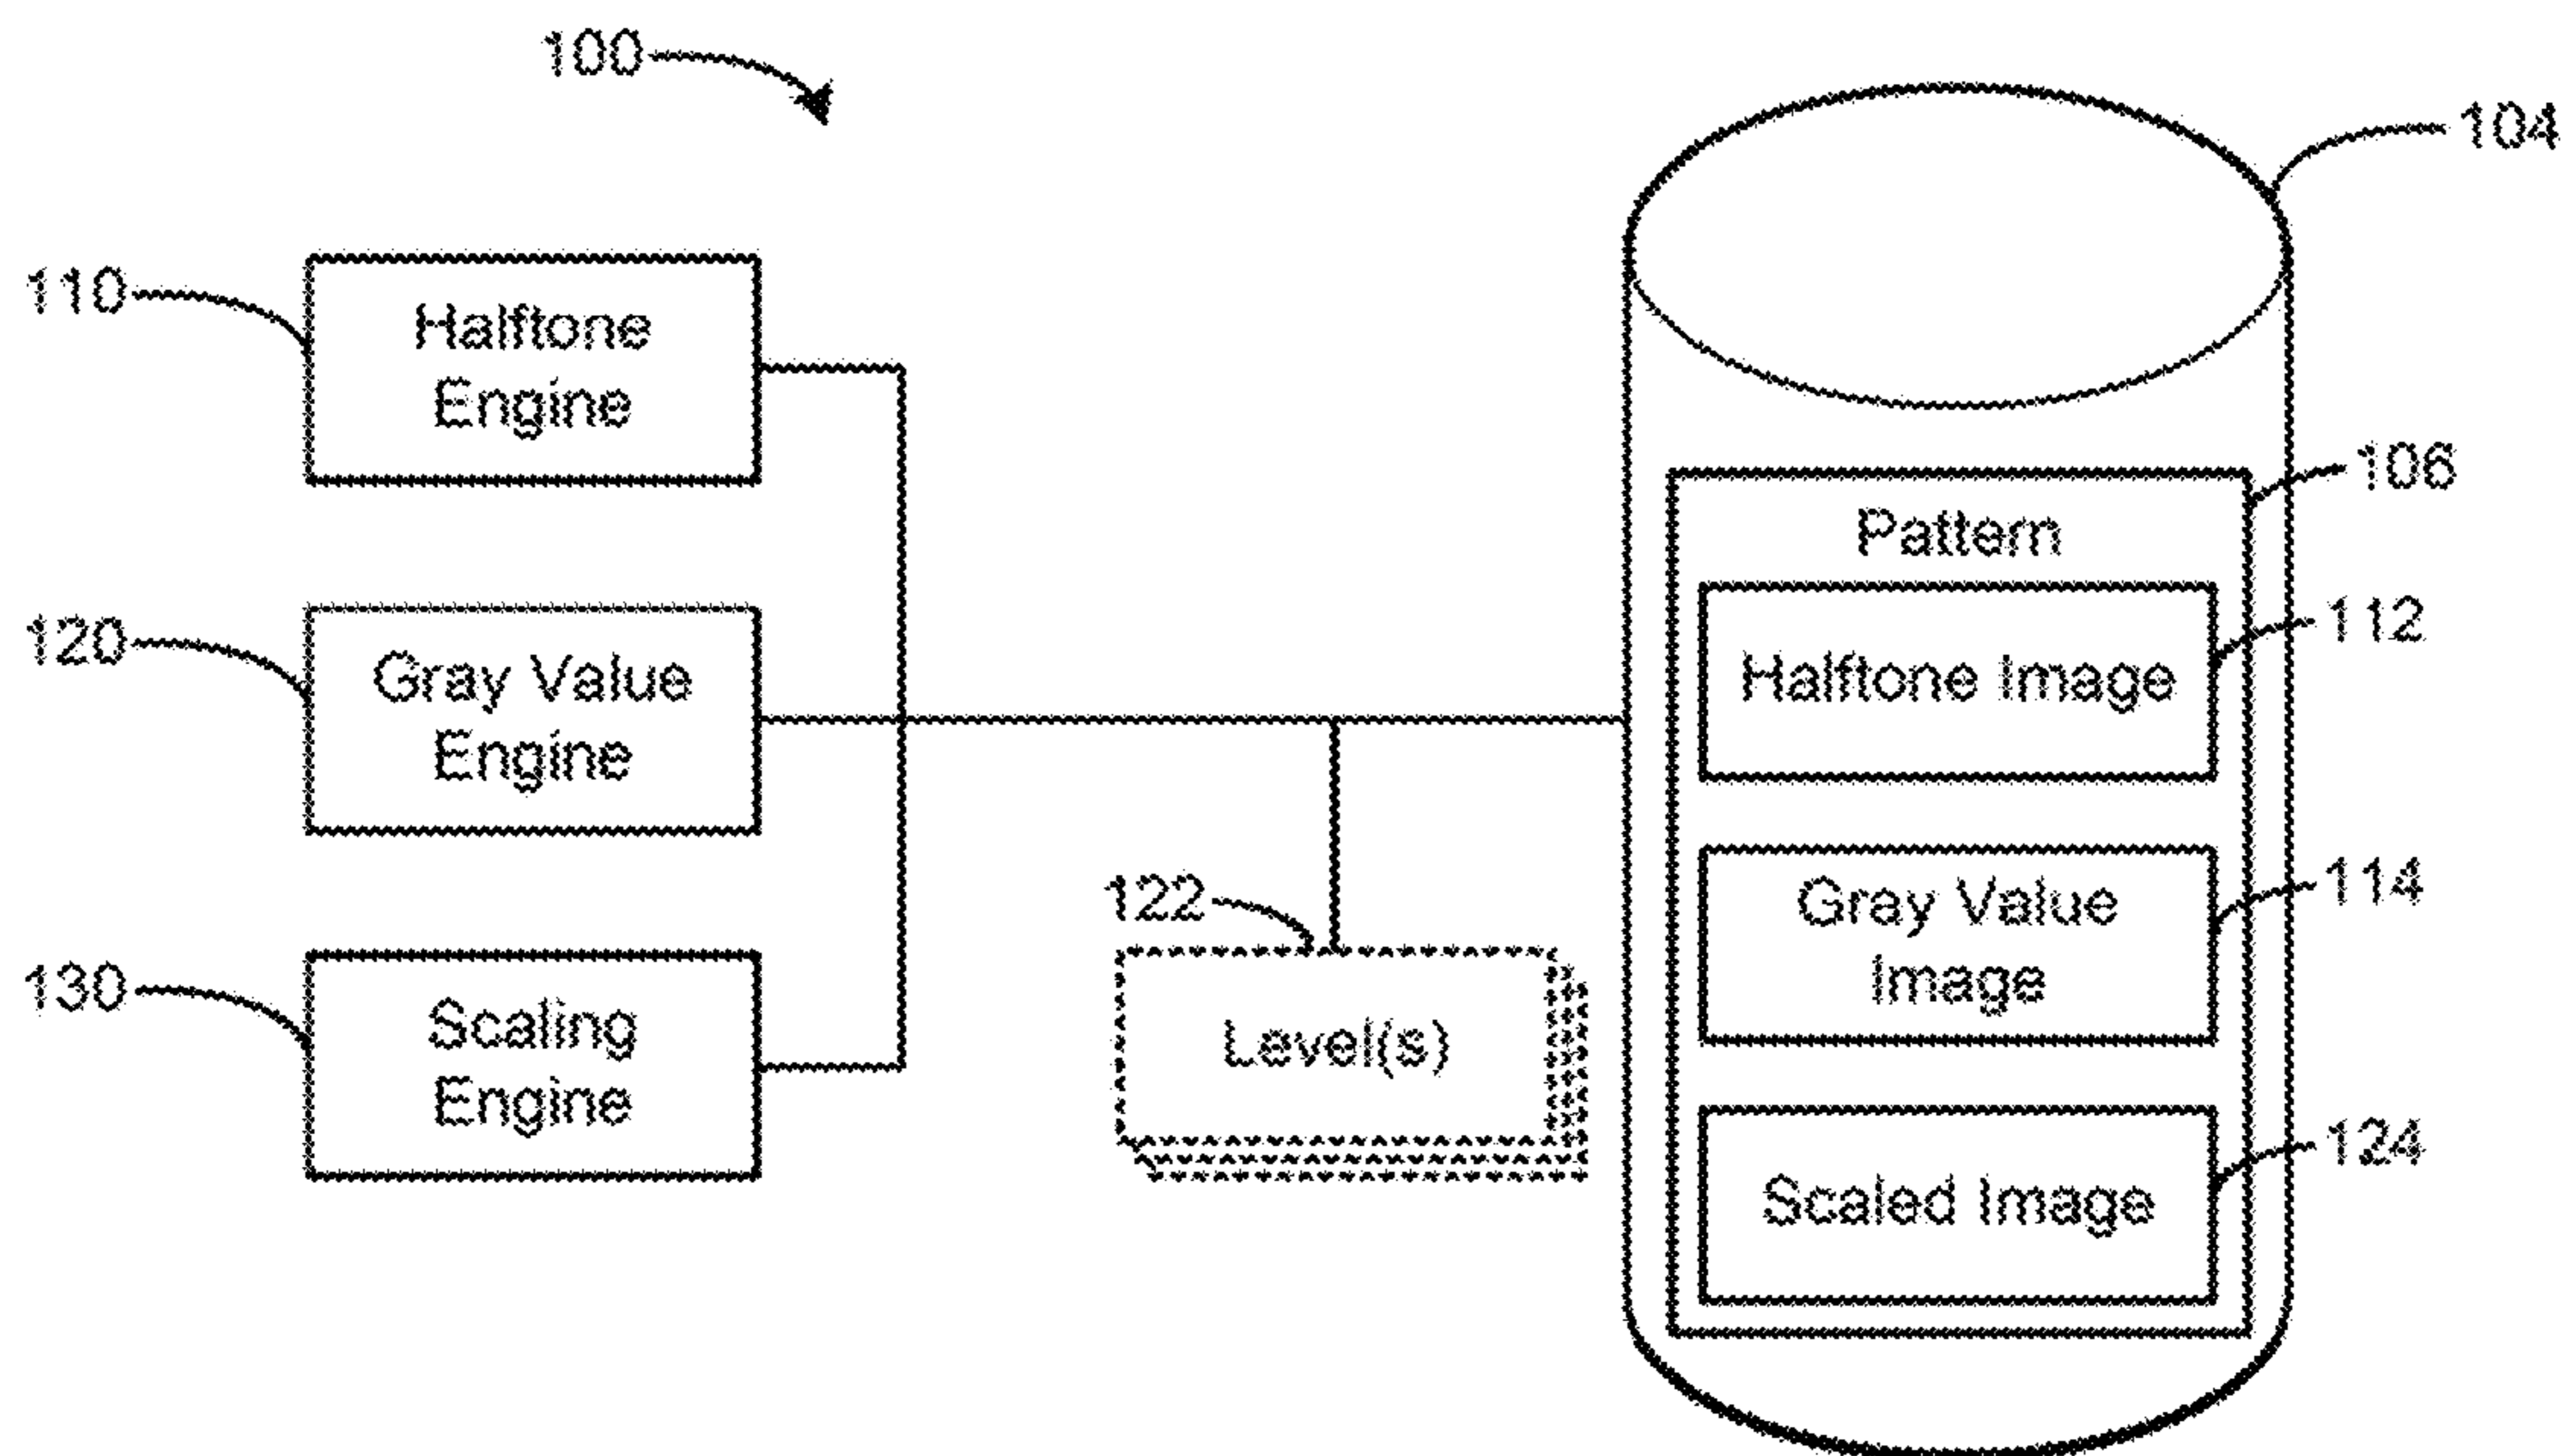 100
104
110
Halftone
Engine
106
Pattern
112
Halftone Image
120
Gray Value
Engine
114
Gray Value
Image
122
Level(s)
130
Scaling
Engine
124
Scaled Image